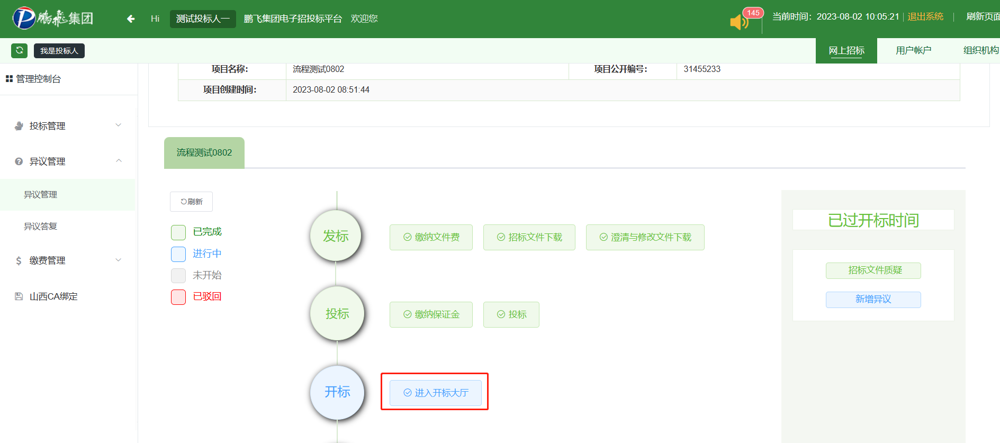 鹏飞集团
Hi 测试投标人一 鹏飞集团电子招投标平台 欢迎您
145
当前时间：2023-08-02 10:05:21 退出系统 刷新页面
我是投标人
网上招标 用户帐户 组织机构
管理控制台
投标管理
异议管理
异议管理
异议答复
缴费管理
山西CA绑定
项目名称： 流程测试0802 项目公开编号： 31455233
项目创建时间： 2023-08-02 08:51:44
流程测试0802
刷新
已完成
进行中
未开始
已驳回
发标 缴纳文件费 招标文件下载 澄清与修改文件下载
投标 缴纳保证金 投标
开标 进入开标大厅
已过开标时间
招标文件质疑
新增异议